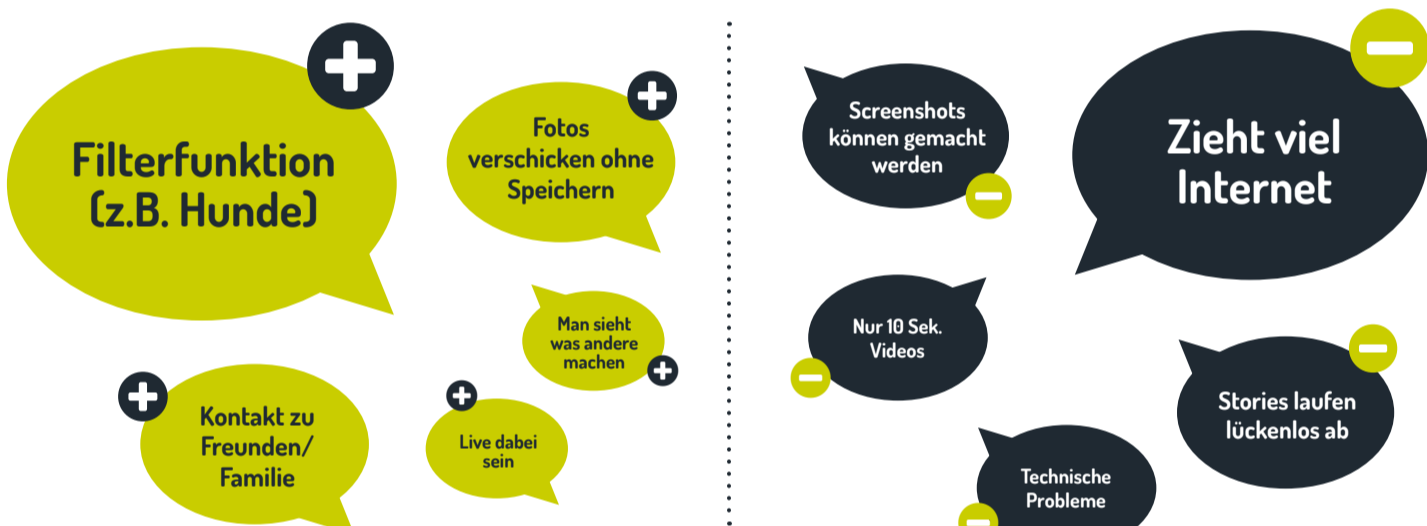 Filterfunktion
(z.B. Hunde)
Fotos
verschicken ohne
Speichern
Man sieht
was andere
machen
Kontakt zu
Freunden/
Familie
Live dabei
sein
Screenshots
können gemacht
werden
Zieht viel
Internet
Nur 10 Sek.
Videos
Stories laufen
lückenlos ab
Technische
Probleme